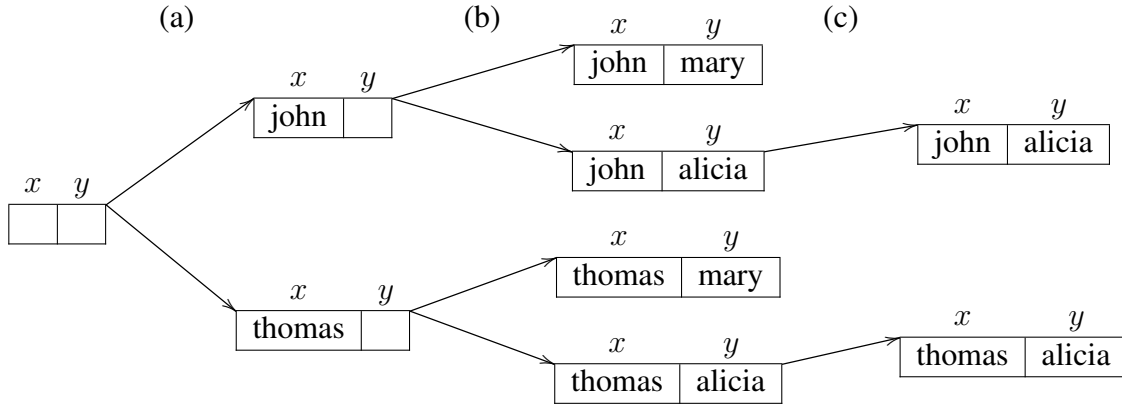 (a) (b) (c)
x y
john mary
x y
john
x y
john alicia
x y
john alicia
x y
x y
thomas mary
x y
thomas
x y
thomas alicia
x y
thomas alicia